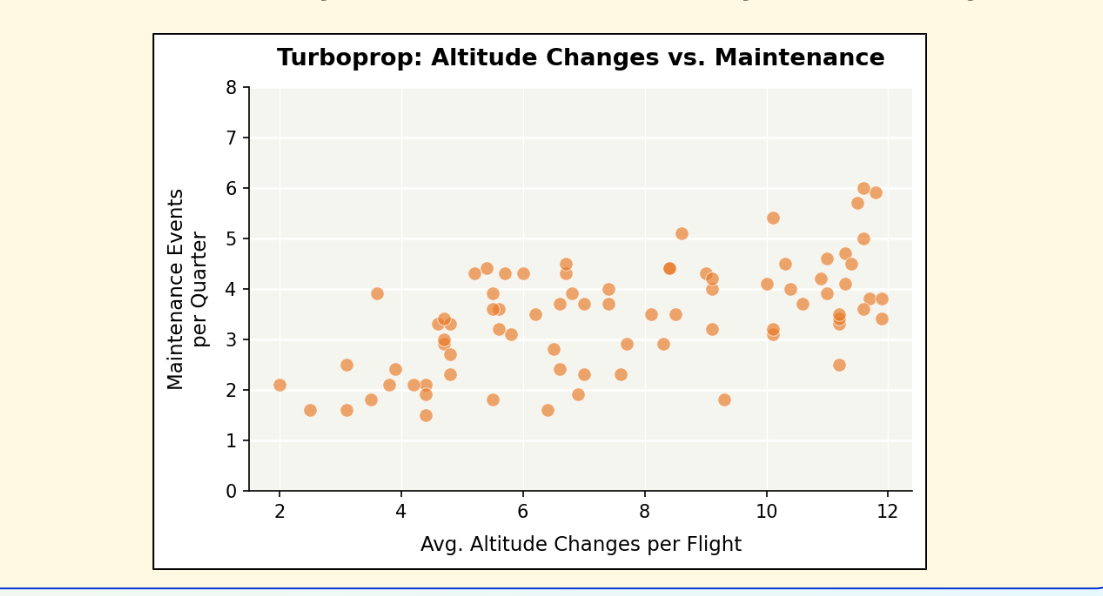 Turboprop: Altitude Changes vs. Maintenance
8
7
6
5
4
3
2
1
0
Maintenance Events
per Quarter
2 4 6 8 10 12
Avg. Altitude Changes per Flight